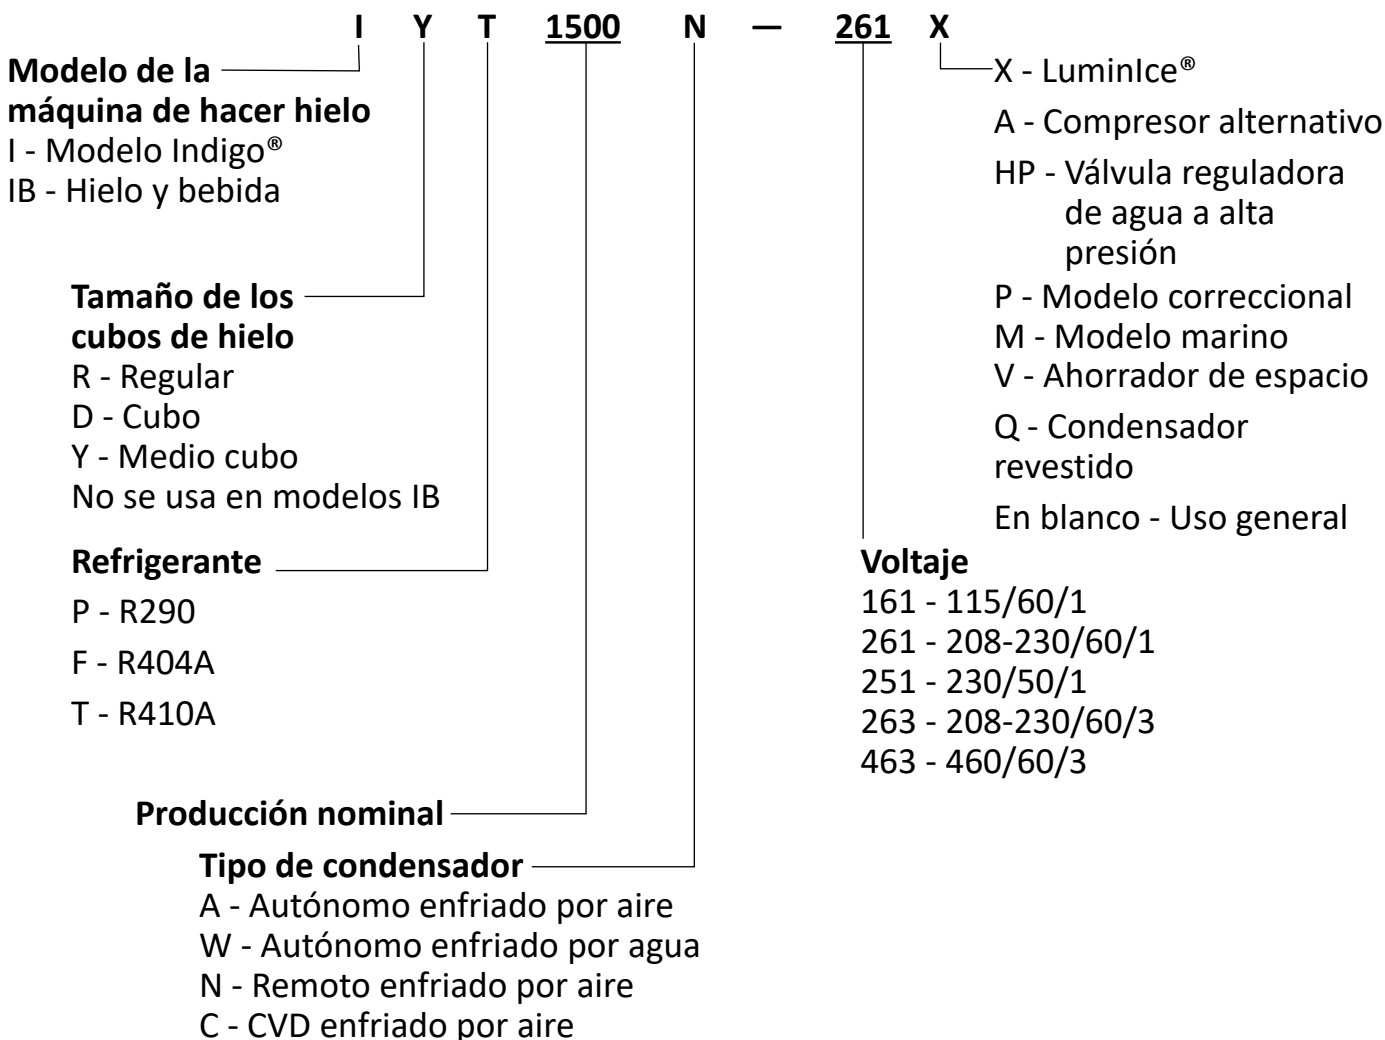 I Y T 1500 N — 261 X
Modelo de la
máquina de hacer hielo
I - Modelo Indigo®
IB - Hielo y bebida
X - LuminIce®
A - Compresor alternativo
HP - Válvula reguladora
de agua a alta
presión
P - Modelo correccional
M - Modelo marino
V - Ahorrador de espacio
Q - Condensador
revestido
En blanco - Uso general
Tamaño de los
cubos de hielo
R - Regular
D - Cubo
Y - Medio cubo
No se usa en modelos IB
Refrigerante
P - R290
F - R404A
T - R410A
Voltaje
161 - 115/60/1
261 - 208-230/60/1
251 - 230/50/1
263 - 208-230/60/3
463 - 460/60/3
Producción nominal
Tipo de condensador
A - Autónomo enfriado por aire
W - Autónomo enfriado por agua
N - Remoto enfriado por aire
C - CVD enfriado por aire